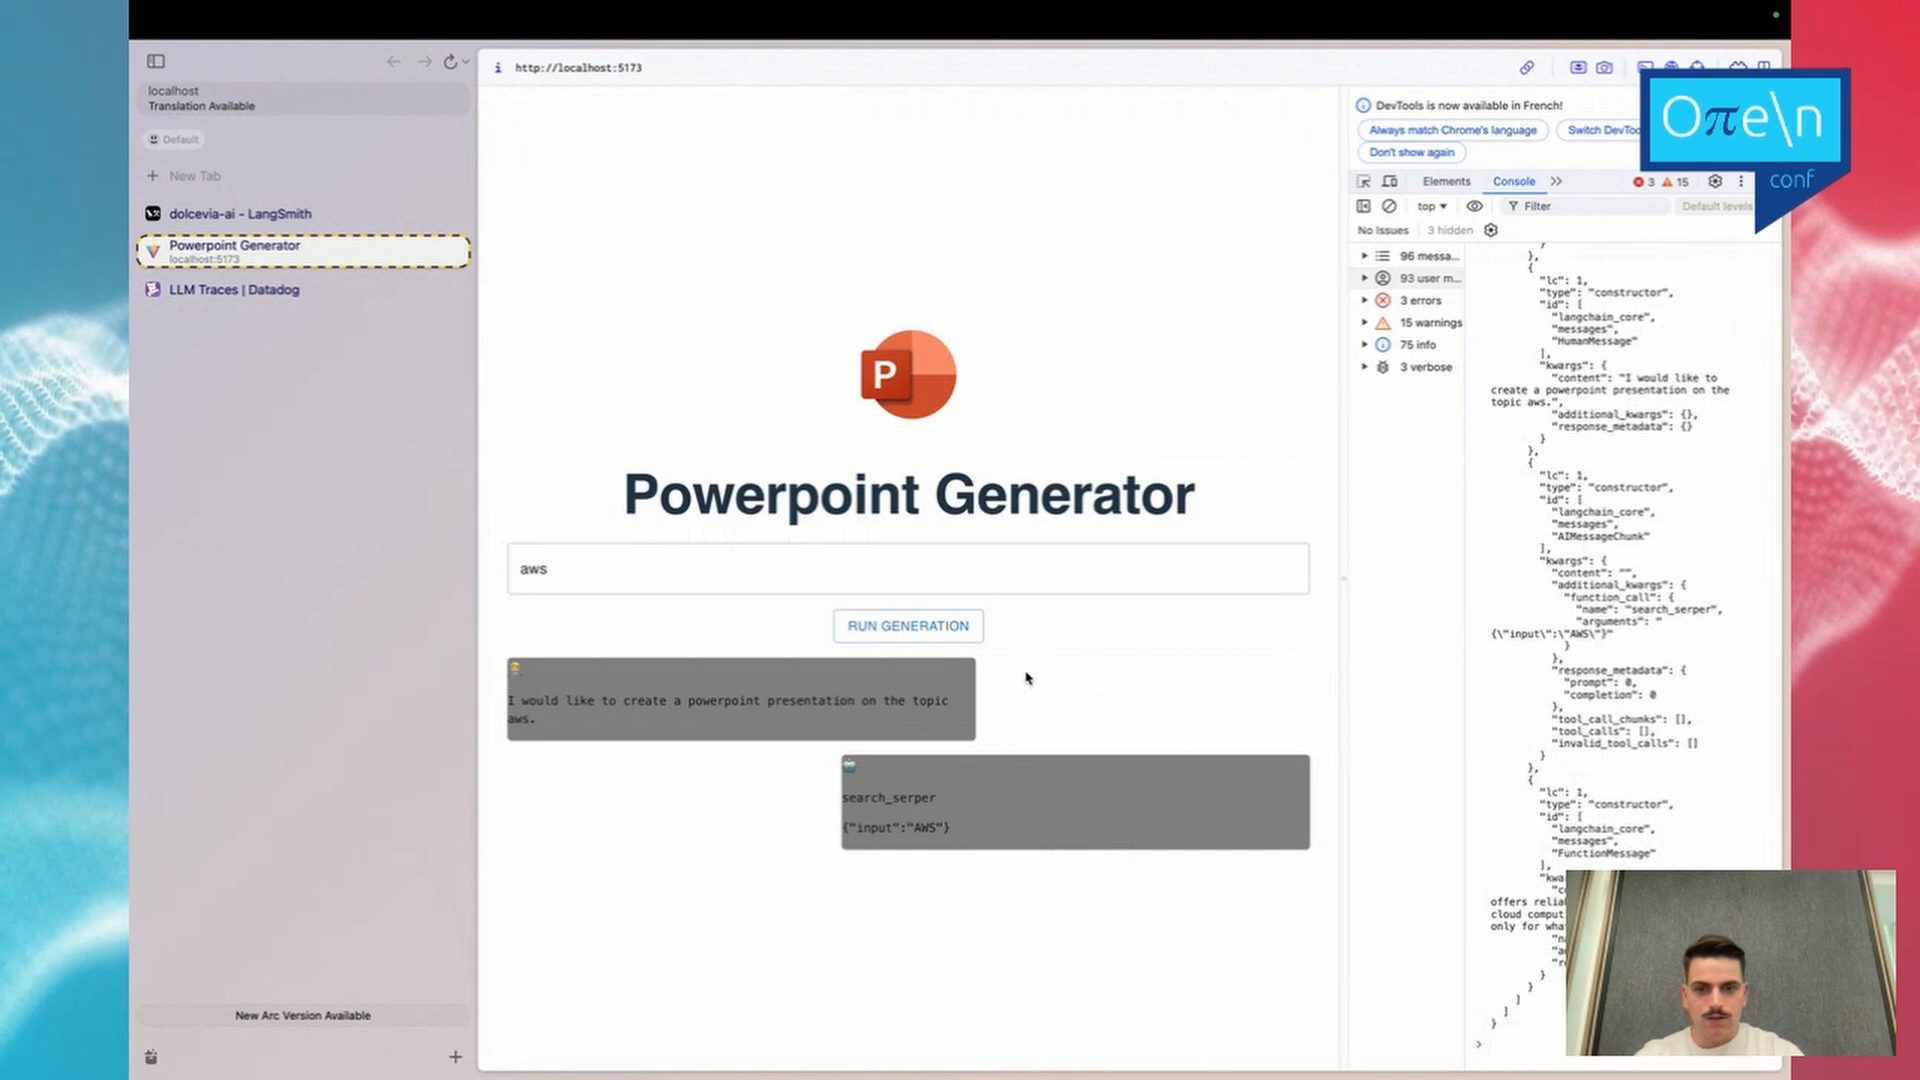 localhost
Translation Available
Default
New Tab
dolcevia-ai - LangSmith
Powerpoint Generator
localhost:5173
LLM Traces | Datadog
New Arc Version Available
http://localhost:5173
P
Powerpoint Generator
aws
RUN GENERATION
I would like to create a powerpoint presentation on the topic
aws.
search_serper
{"input":"AWS"}
DevTools is now available in French!
Always match Chrome's language
Switch DevToo
Don't show again
Elements
Console
3
15
top
Filter
Default levels
No Issues
3 hidden
96 messa...
93 user m...
3 errors
15 warnings
75 info
3 verbose
},
{
"lc": 1,
"type": "constructor",
"id": [
"langchain_core",
"messages",
"HumanMessage"
],
"kwargs": {
"content": "I would like to
create a powerpoint presentation on the
topic aws.",
"additional_kwargs": {},
"response_metadata": {}
}
},
{
"lc": 1,
"type": "constructor",
"id": [
"langchain_core",
"messages",
"AIMessageChunk"
],
"kwargs": {
"content": "",
"additional_kwargs": {
"function_call": {
"name": "search_serper",
"arguments": "
{\"input\":\"AWS\"}"
}
},
"response_metadata": {
"prompt": 0,
"completion": 0
},
"tool_call_chunks": [],
"tool_calls": [],
"invalid_tool_calls": []
}
},
{
"lc": 1,
"type": "constructor",
"id": [
"langchain_core",
"messages",
"FunctionMessage"
],
"kwa
"c
offers relia
cloud comput
only for wha
"n
"a
"r
}
}
]
]
}
Oπe\n
conf